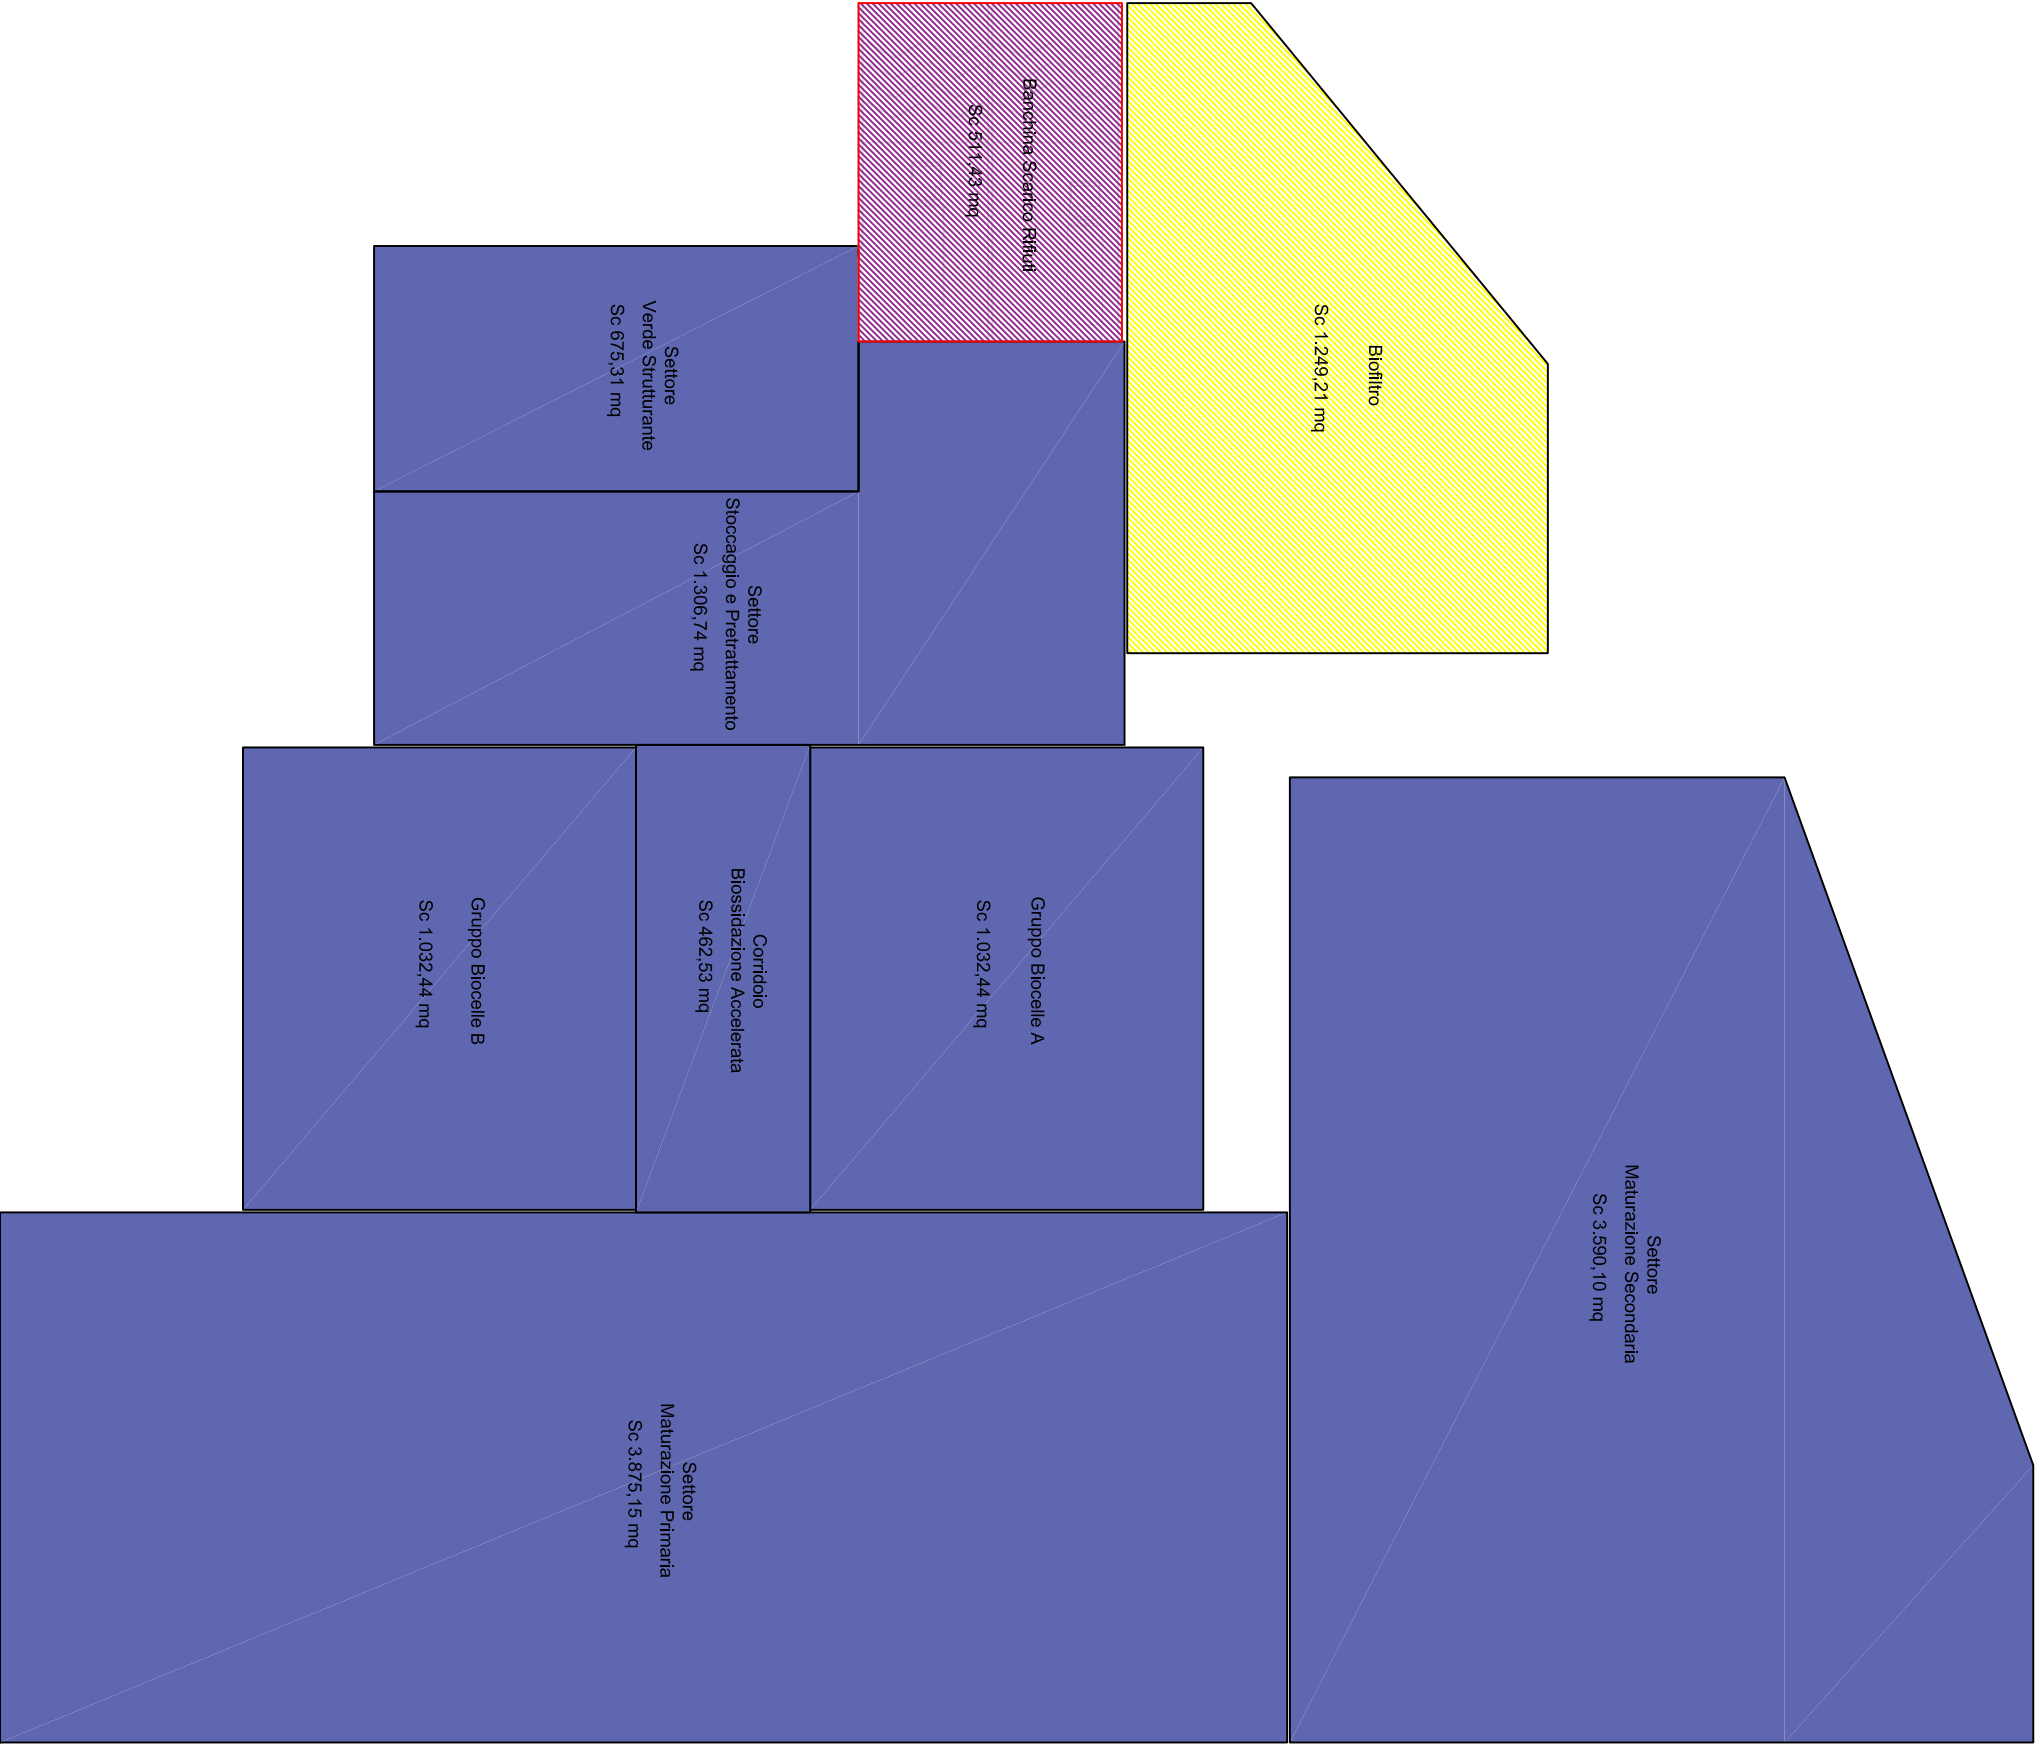 Banchina Scarico Rifiuti
Sc 511,43 mq
Biofiltro
Sc 1.249,21 mq
Settore
Verde Strutturante
Sc 675,31 mq
Settore
Stoccaggio e Pretrattamento
Sc 1.306,74 mq
Gruppo Biocelle A
Sc 1.032,44 mq
Corridoio
Biossidazione Accelerata
Sc 462,53 mq
Gruppo Biocelle B
Sc 1.032,44 mq
Settore
Maturazione Secondaria
Sc 3.590,10 mq
Settore
Maturazione Primaria
Sc 3.875,15 mq